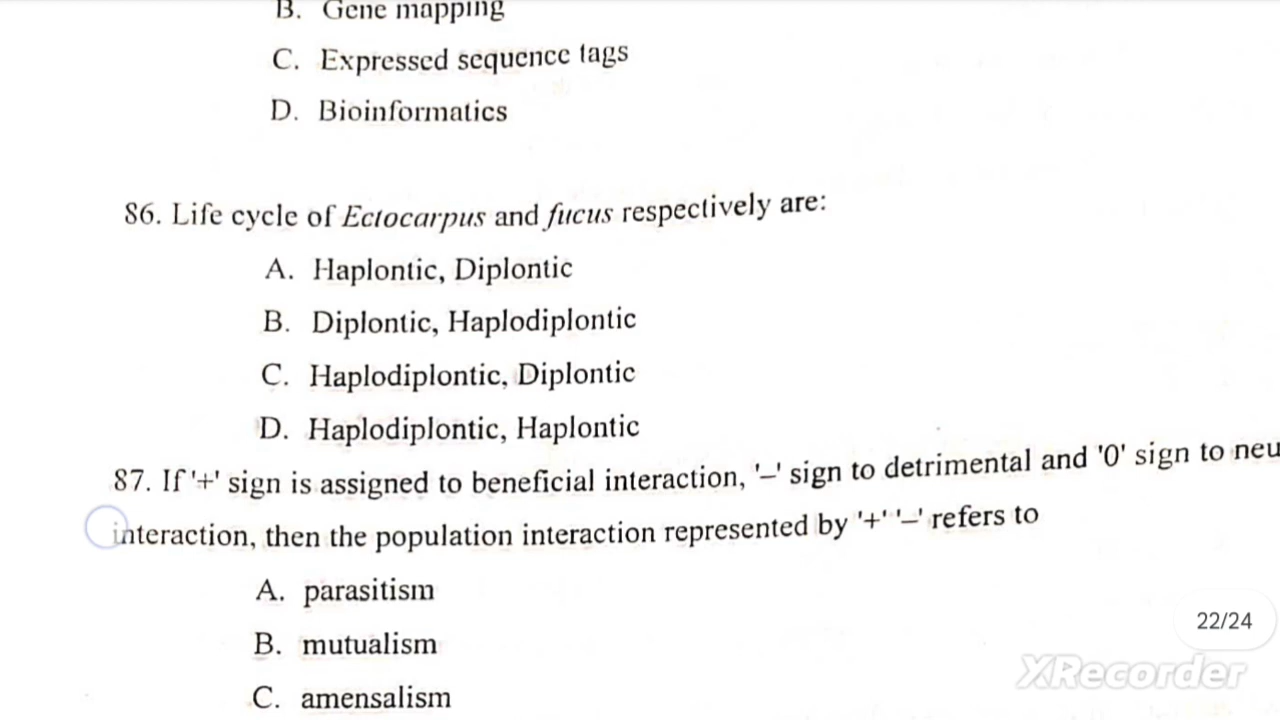 B. Gene mapping
C. Expressed sequence tags
D. Bioinformatics
86. Life cycle of Ectocarpus and fucus respectively are:
A. Haplontic, Diplontic
B. Diplontic, Haplodiplontic
C. Haplodiplontic, Diplontic
D. Haplodiplontic, Haplontic
87. If '+' sign is assigned to beneficial interaction, '–' sign to detrimental and '0' sign to neu
interaction, then the population interaction represented by '+' '–' refers to
A. parasitism
B. mutualism
22/24
C. amensalism
XRecorder